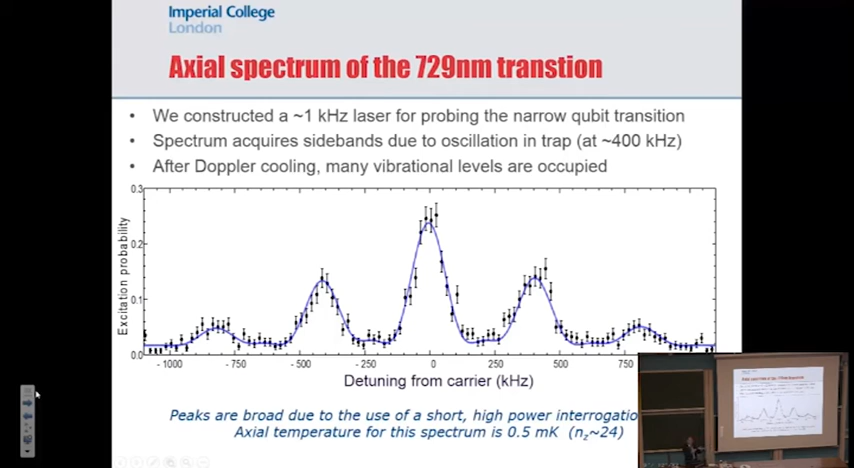 Imperial College
London
Axial spectrum of the 729nm transtion
• We constructed a ~1 kHz laser for probing the narrow qubit transition
• Spectrum acquires sidebands due to oscillation in trap (at ~400 kHz)
• After Doppler cooling, many vibrational levels are occupied
Excitation probability
0.3
0.2
0.1
0.0
-1000 -750 -500 -250 0 250 500 750
Detuning from carrier (kHz)
Peaks are broad due to the use of a short, high power
Axial temperature for this spectrum is 0.5 mK (n_z~24)